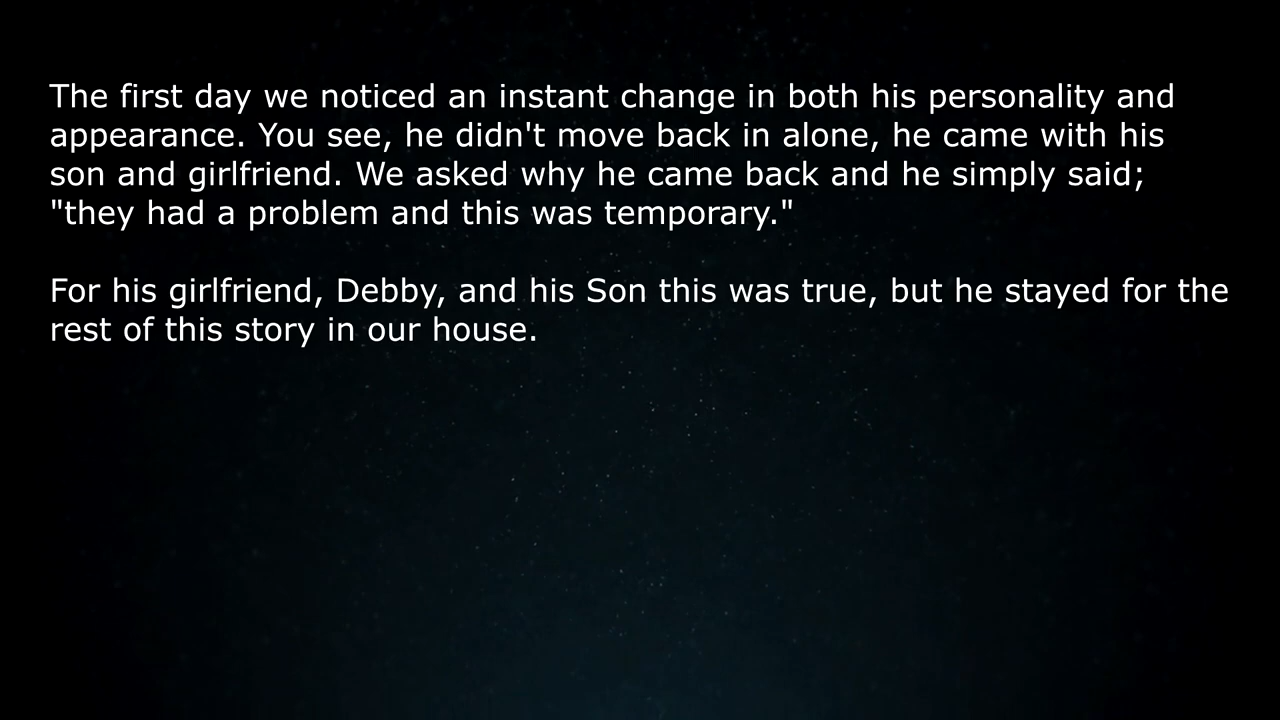 The first day we noticed an instant change in both his personality and
appearance. You see, he didn't move back in alone, he came with his
son and girlfriend. We asked why he came back and he simply said;
"they had a problem and this was temporary."
For his girlfriend, Debby, and his Son this was true, but he stayed for the
rest of this story in our house.